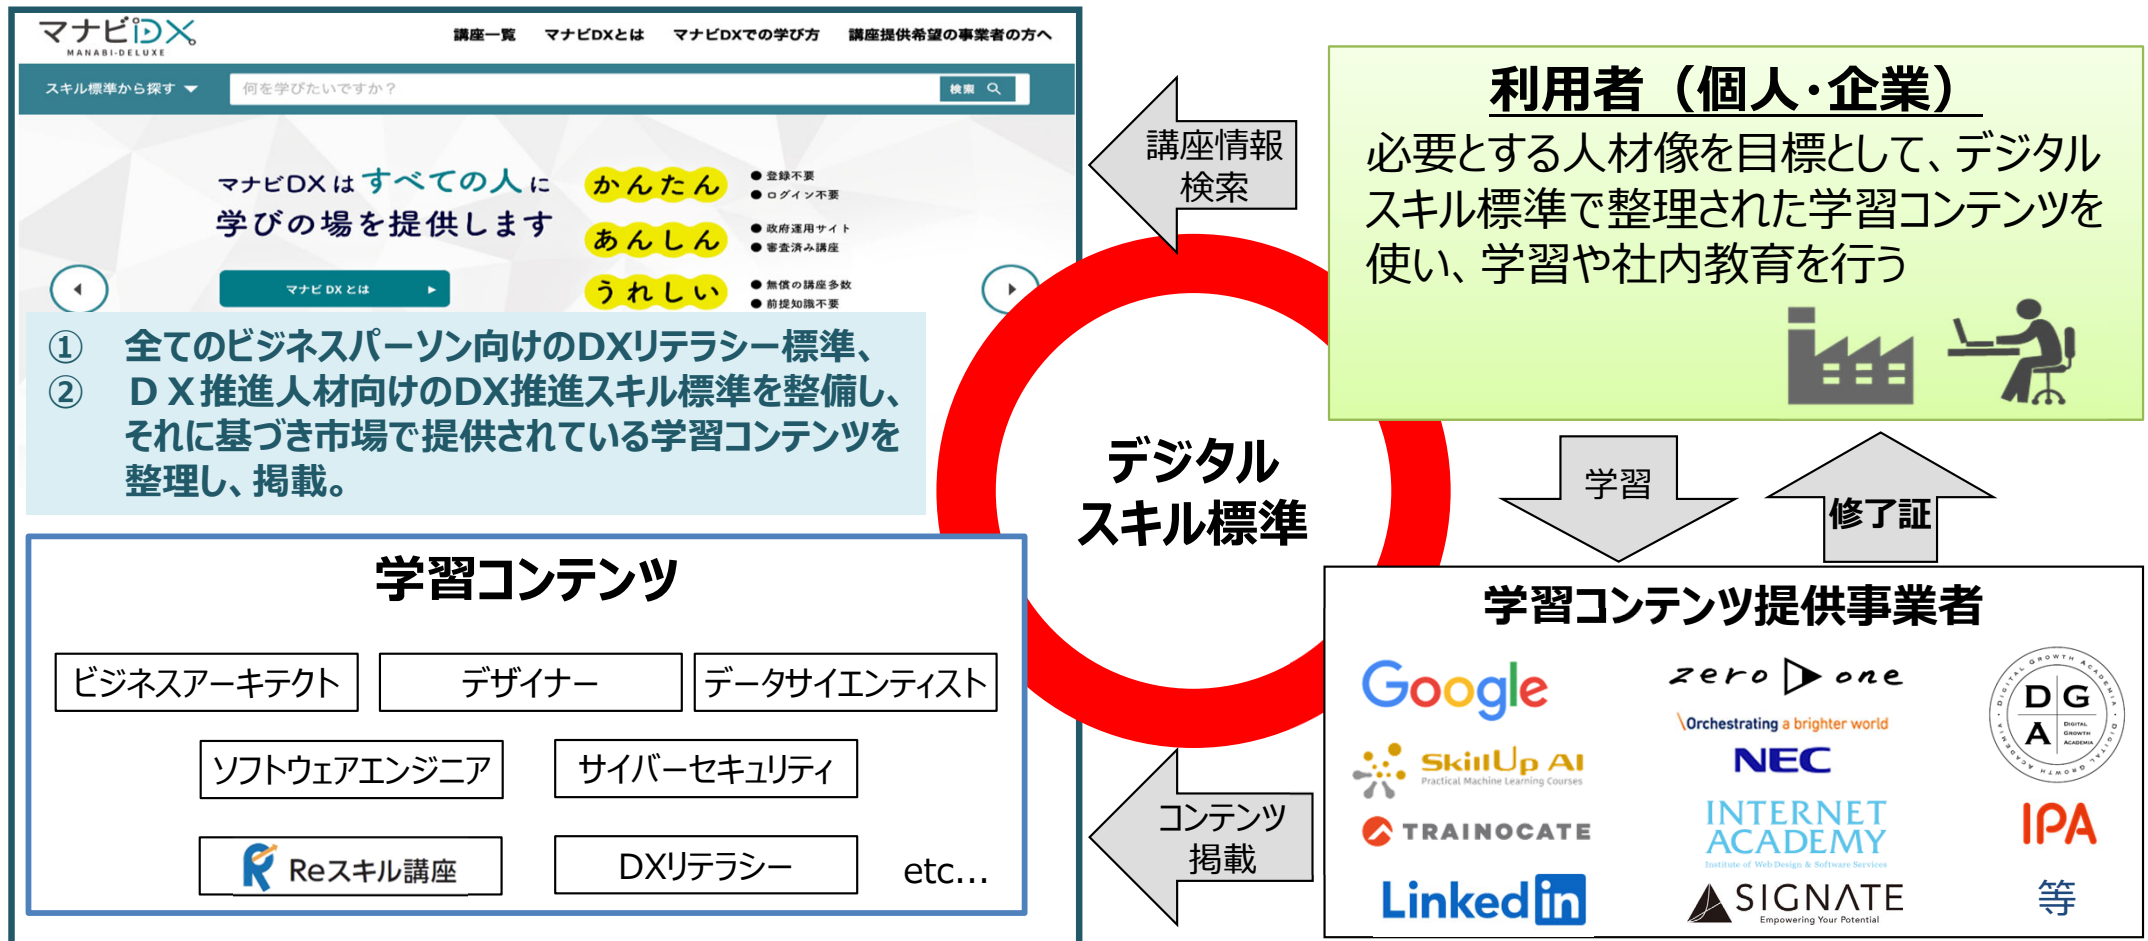 マナビDX
MANABI-DELUXE
講座一覧 マナビDXとは マナビDXでの学び方 講座提供希望の事業者の方へ
スキル標準から探す 何を学びたいですか？ 検索
マナビDXはすべての人に
学びの場を提供します
マナビDXとは
かんたん
●登録不要
●ログイン不要
あんしん
●政府運用サイト
●審査済み講座
うれしい
●無償の講座多数
●前提知識不要
① 全てのビジネスパーソン向けのDXリテラシー標準、
② ＤＸ推進人材向けのDX推進スキル標準を整備し、
それに基づき市場で提供されている学習コンテンツを
整理し、掲載。
学習コンテンツ
ビジネスアーキテクト デザイナー データサイエンティスト
ソフトウェアエンジニア サイバーセキュリティ
Reスキル講座 DXリテラシー etc…
講座情報
検索
デジタル
スキル標準
コンテンツ
掲載
利用者（個人・企業）
必要とする人材像を目標として、デジタル
スキル標準で整理された学習コンテンツを
使い、学習や社内教育を行う
学習
修了証
学習コンテンツ提供事業者
Google
zero one
DIGITAL GROWTH ACADEMIA・DIGITAL GROWTH ACADEMIA・
DG
A
DIGITAL
GROWTH
ACADEMIA
SkillUp AI
Practical Machine Learning Courses
\Orchestrating a brighter world
NEC
TRAINOCATE
INTERNET
ACADEMY
Institute of Web Design & Software Services
IPA
Linked in
SIGNATE
Empowering Your Potential
等